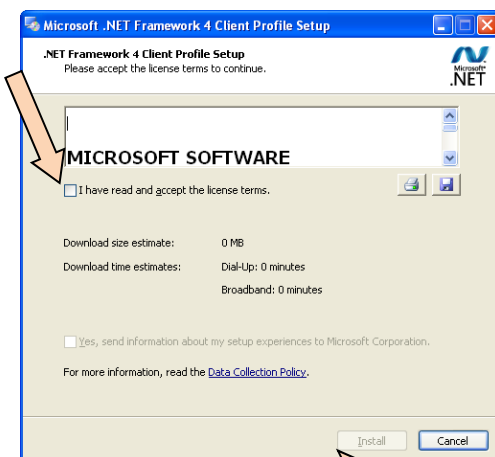 Microsoft .NET Framework 4 Client Profile Setup
.NET Framework 4 Client Profile Setup
Please accept the license terms to continue.
Microsoft
.NET
MICROSOFT SOFTWARE
I have read and accept the license terms.
Download size estimate: 0 MB
Download time estimates: Dial-Up: 0 minutes
Broadband: 0 minutes
Yes, send information about my setup experiences to Microsoft Corporation.
For more information, read the Data Collection Policy.
Install Cancel